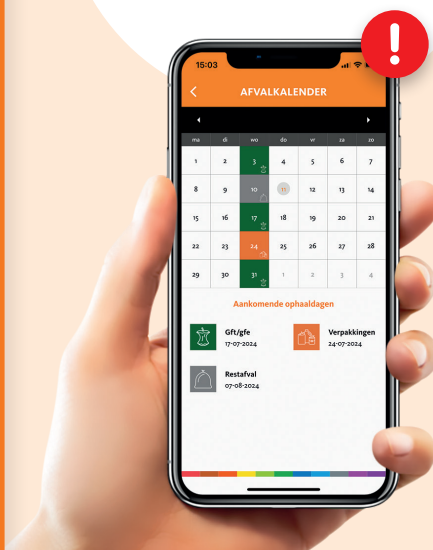 !
15:03
AFVALKALENDER
ma di wo do vr za zo
1 2 3 4 5 6 7
8 9 10 11 12 13 14
15 16 17 18 19 20 21
22 23 24 25 26 27 28
29 30 31 1 2 3 4
Aankomende ophaaldagen
Gft/gfe Verpakkingen
17-07-2024 24-07-2024
Restafval
07-08-2024